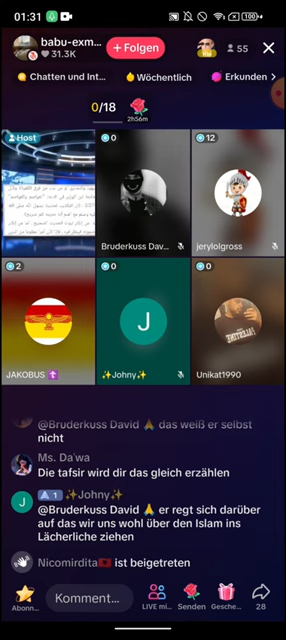 01:31
100
babu-exm...
31.3K
+ Folgen
55
Chatten und Int...
Wöchentlich
Erkunden
0/18
2h56m
Host
0
12
Bruderkuss Dav...
jerylolgross
2
0
0
JAKOBUS
J
✨Johny✨
PALESTINE
Unikat1990
@Bruderkuss David 🙏 das weiß er selbst
nicht
Ms. Da'wa
Die tafsir wird dir das gleich erzählen
J
A 1 ✨Johny✨
@Bruderkuss David 🙏 er regt sich darüber
auf das wir uns wohl über den Islam ins
Lächerliche ziehen
Nicomirdita🇦🇱 ist beigetreten
Abonn...
Komment...
LIVE mi...
Senden
Gesche...
28